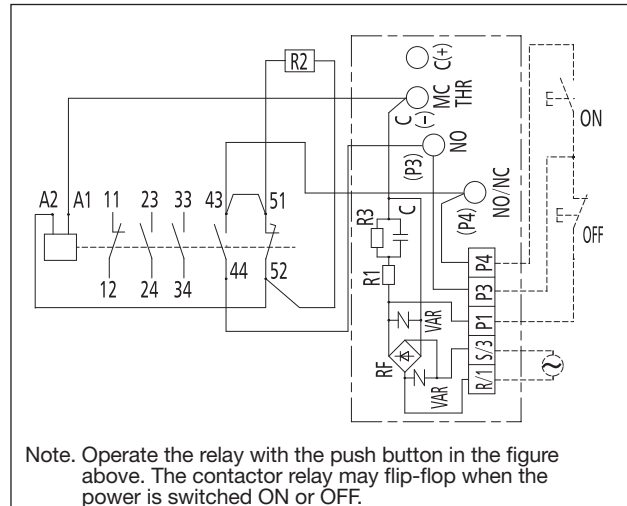 R2
C(+)
MC
THR
C
(-)
NO
(P3)
NO/NC
(P4)
ON
OFF
A2 A1 11 23 33 43 51
12 24 34 44 52
R3
C
R1
VAR
RF
VAR
P4
P3
P1
S/3
R/1
~
Note. Operate the relay with the push button in the figure
above. The contactor relay may flip-flop when the
power is switched ON or OFF.